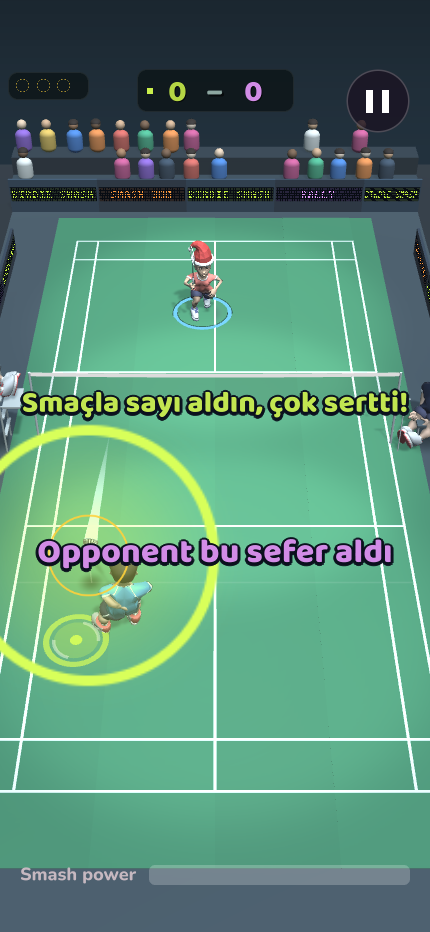 0 – 0
Smaçla sayı aldın, çok sertti!
Opponent bu sefer aldı
Smash power